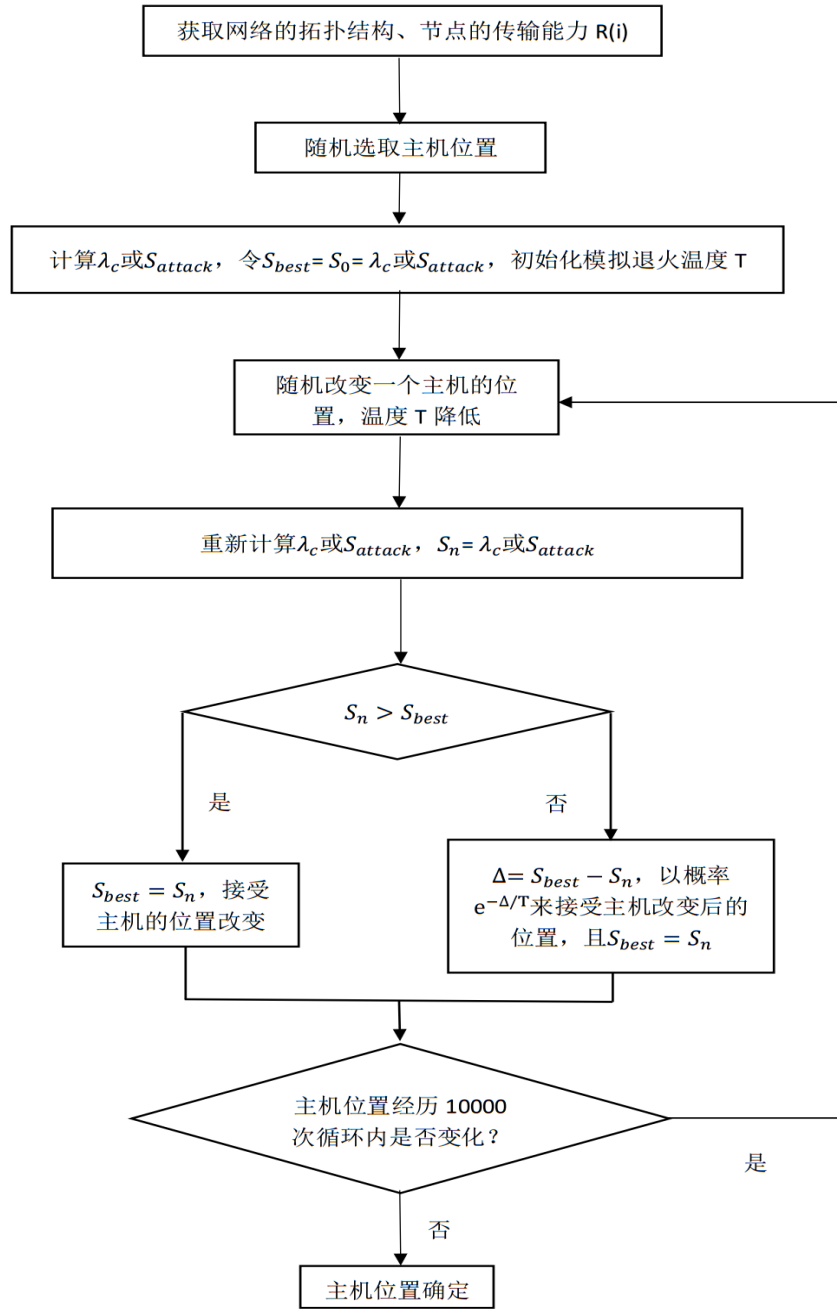 获取网络的拓扑结构、节点的传输能力 R(i)
随机选取主机位置
计算λc或Sattack，令Sbest= S0= λc或Sattack，初始化模拟退火温度 T
随机改变一个主机的位
置，温度 T 降低
重新计算λc或Sattack，Sn= λc或Sattack
Sn > Sbest
是
否
Sbest = Sn，接受
主机的位置改变
Δ= Sbest − Sn，以概率
e−Δ/T来接受主机改变后的
位置，且Sbest = Sn
主机位置经历 10000
次循环内是否变化？
是
否
主机位置确定